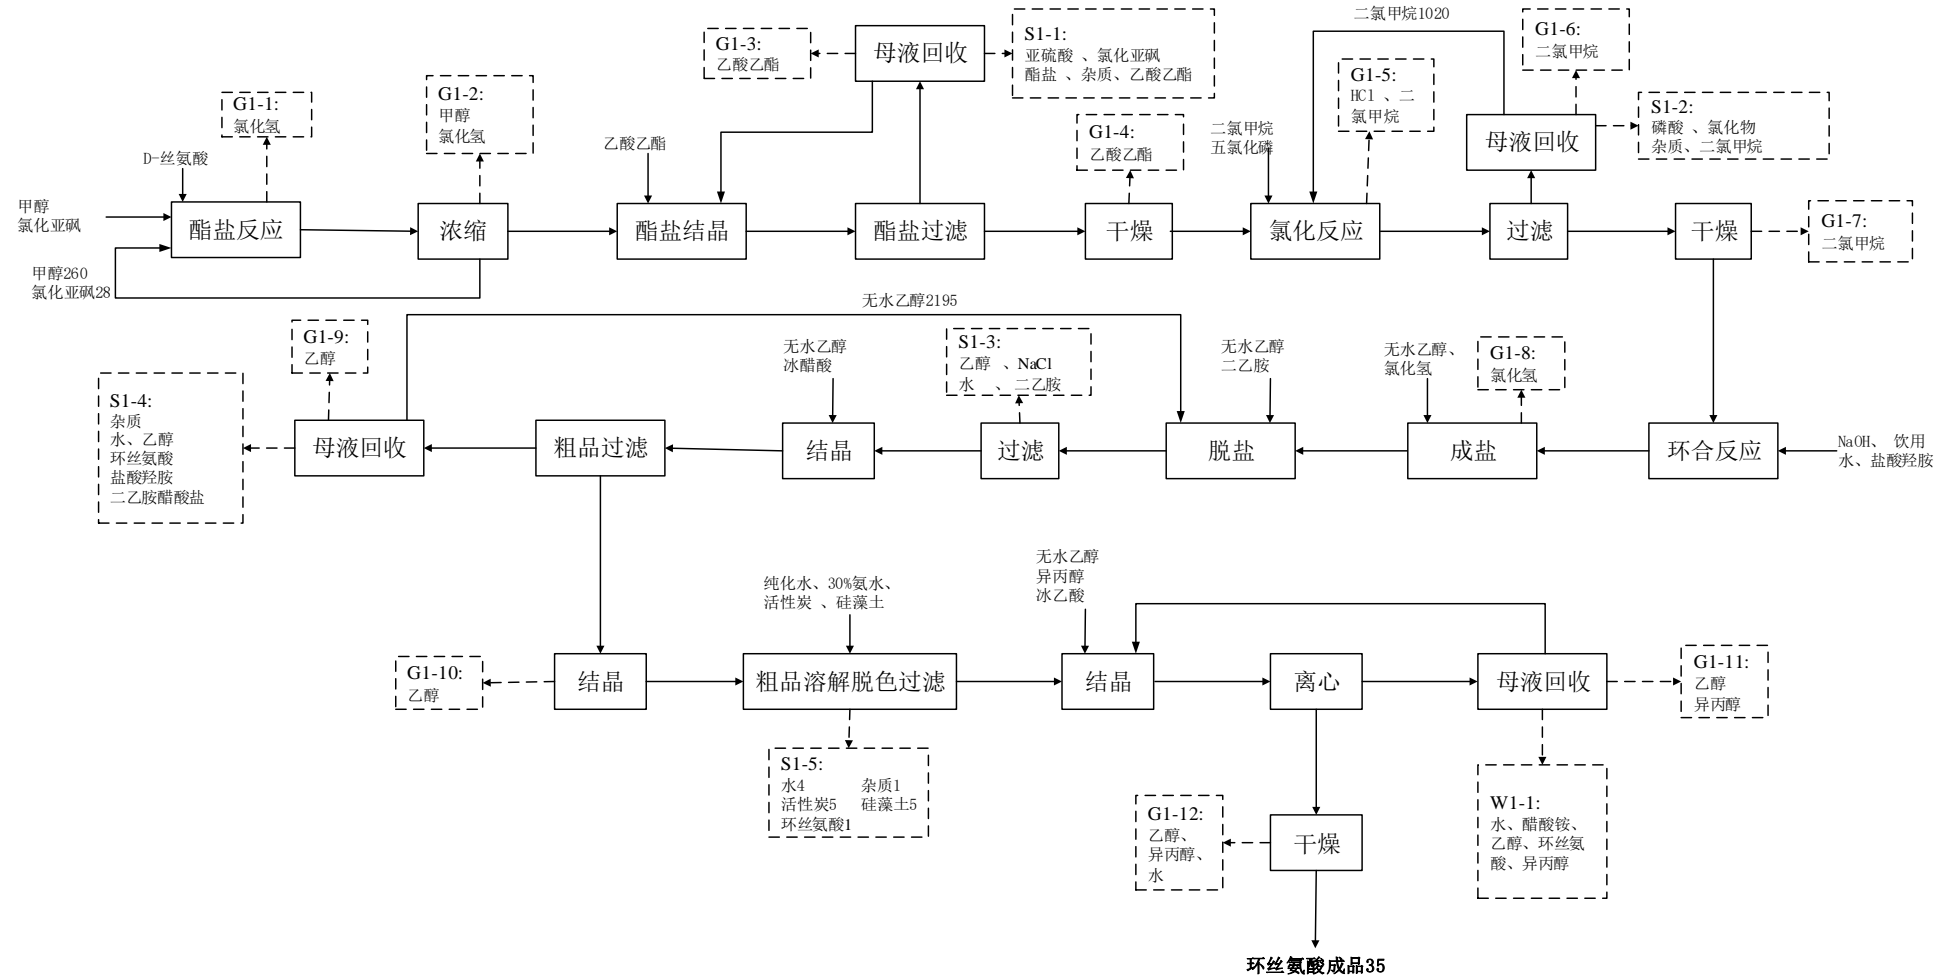 二氯甲烷1020
G1-3:
乙酸乙酯
母液回收
S1-1:
亚硫酸 、氯化亚砜
酯盐 、杂质、乙酸乙酯
G1-6:
二氯甲烷
G1-1:
氯化氢
G1-2:
甲醇
氯化氢
G1-5:
HCl 、二
氯甲烷
S1-2:
磷酸 、氯化物
杂质、二氯甲烷
母液回收
D-丝氨酸
乙酸乙酯
G1-4:
乙酸乙酯
二氯甲烷
五氯化磷
甲醇
氯化亚砜
酯盐反应
浓缩
酯盐结晶
酯盐过滤
干燥
氯化反应
过滤
干燥
G1-7:
二氯甲烷
甲醇260
氯化亚砜28
无水乙醇2195
G1-9:
乙醇
无水乙醇
冰醋酸
S1-3:
乙醇 、NaCl
水 、二乙胺
无水乙醇
二乙胺
无水乙醇、
氯化氢
G1-8:
氯化氢
S1-4:
杂质
水、乙醇
环丝氨酸
盐酸羟胺
二乙胺醋酸盐
母液回收
粗品过滤
结晶
过滤
脱盐
成盐
环合反应
NaOH、 饮用
水、盐酸羟胺
纯化水、30%氨水、
活性炭 、硅藻土
无水乙醇
异丙醇
冰乙酸
G1-10:
乙醇
结晶
粗品溶解脱色过滤
结晶
离心
母液回收
G1-11:
乙醇
异丙醇
S1-5:
水4 杂质1
活性炭5 硅藻土5
环丝氨酸1
G1-12:
乙醇、
异丙醇、
水
干燥
W1-1:
水、醋酸铵、
乙醇、环丝氨
酸、异丙醇
环丝氨酸成品35